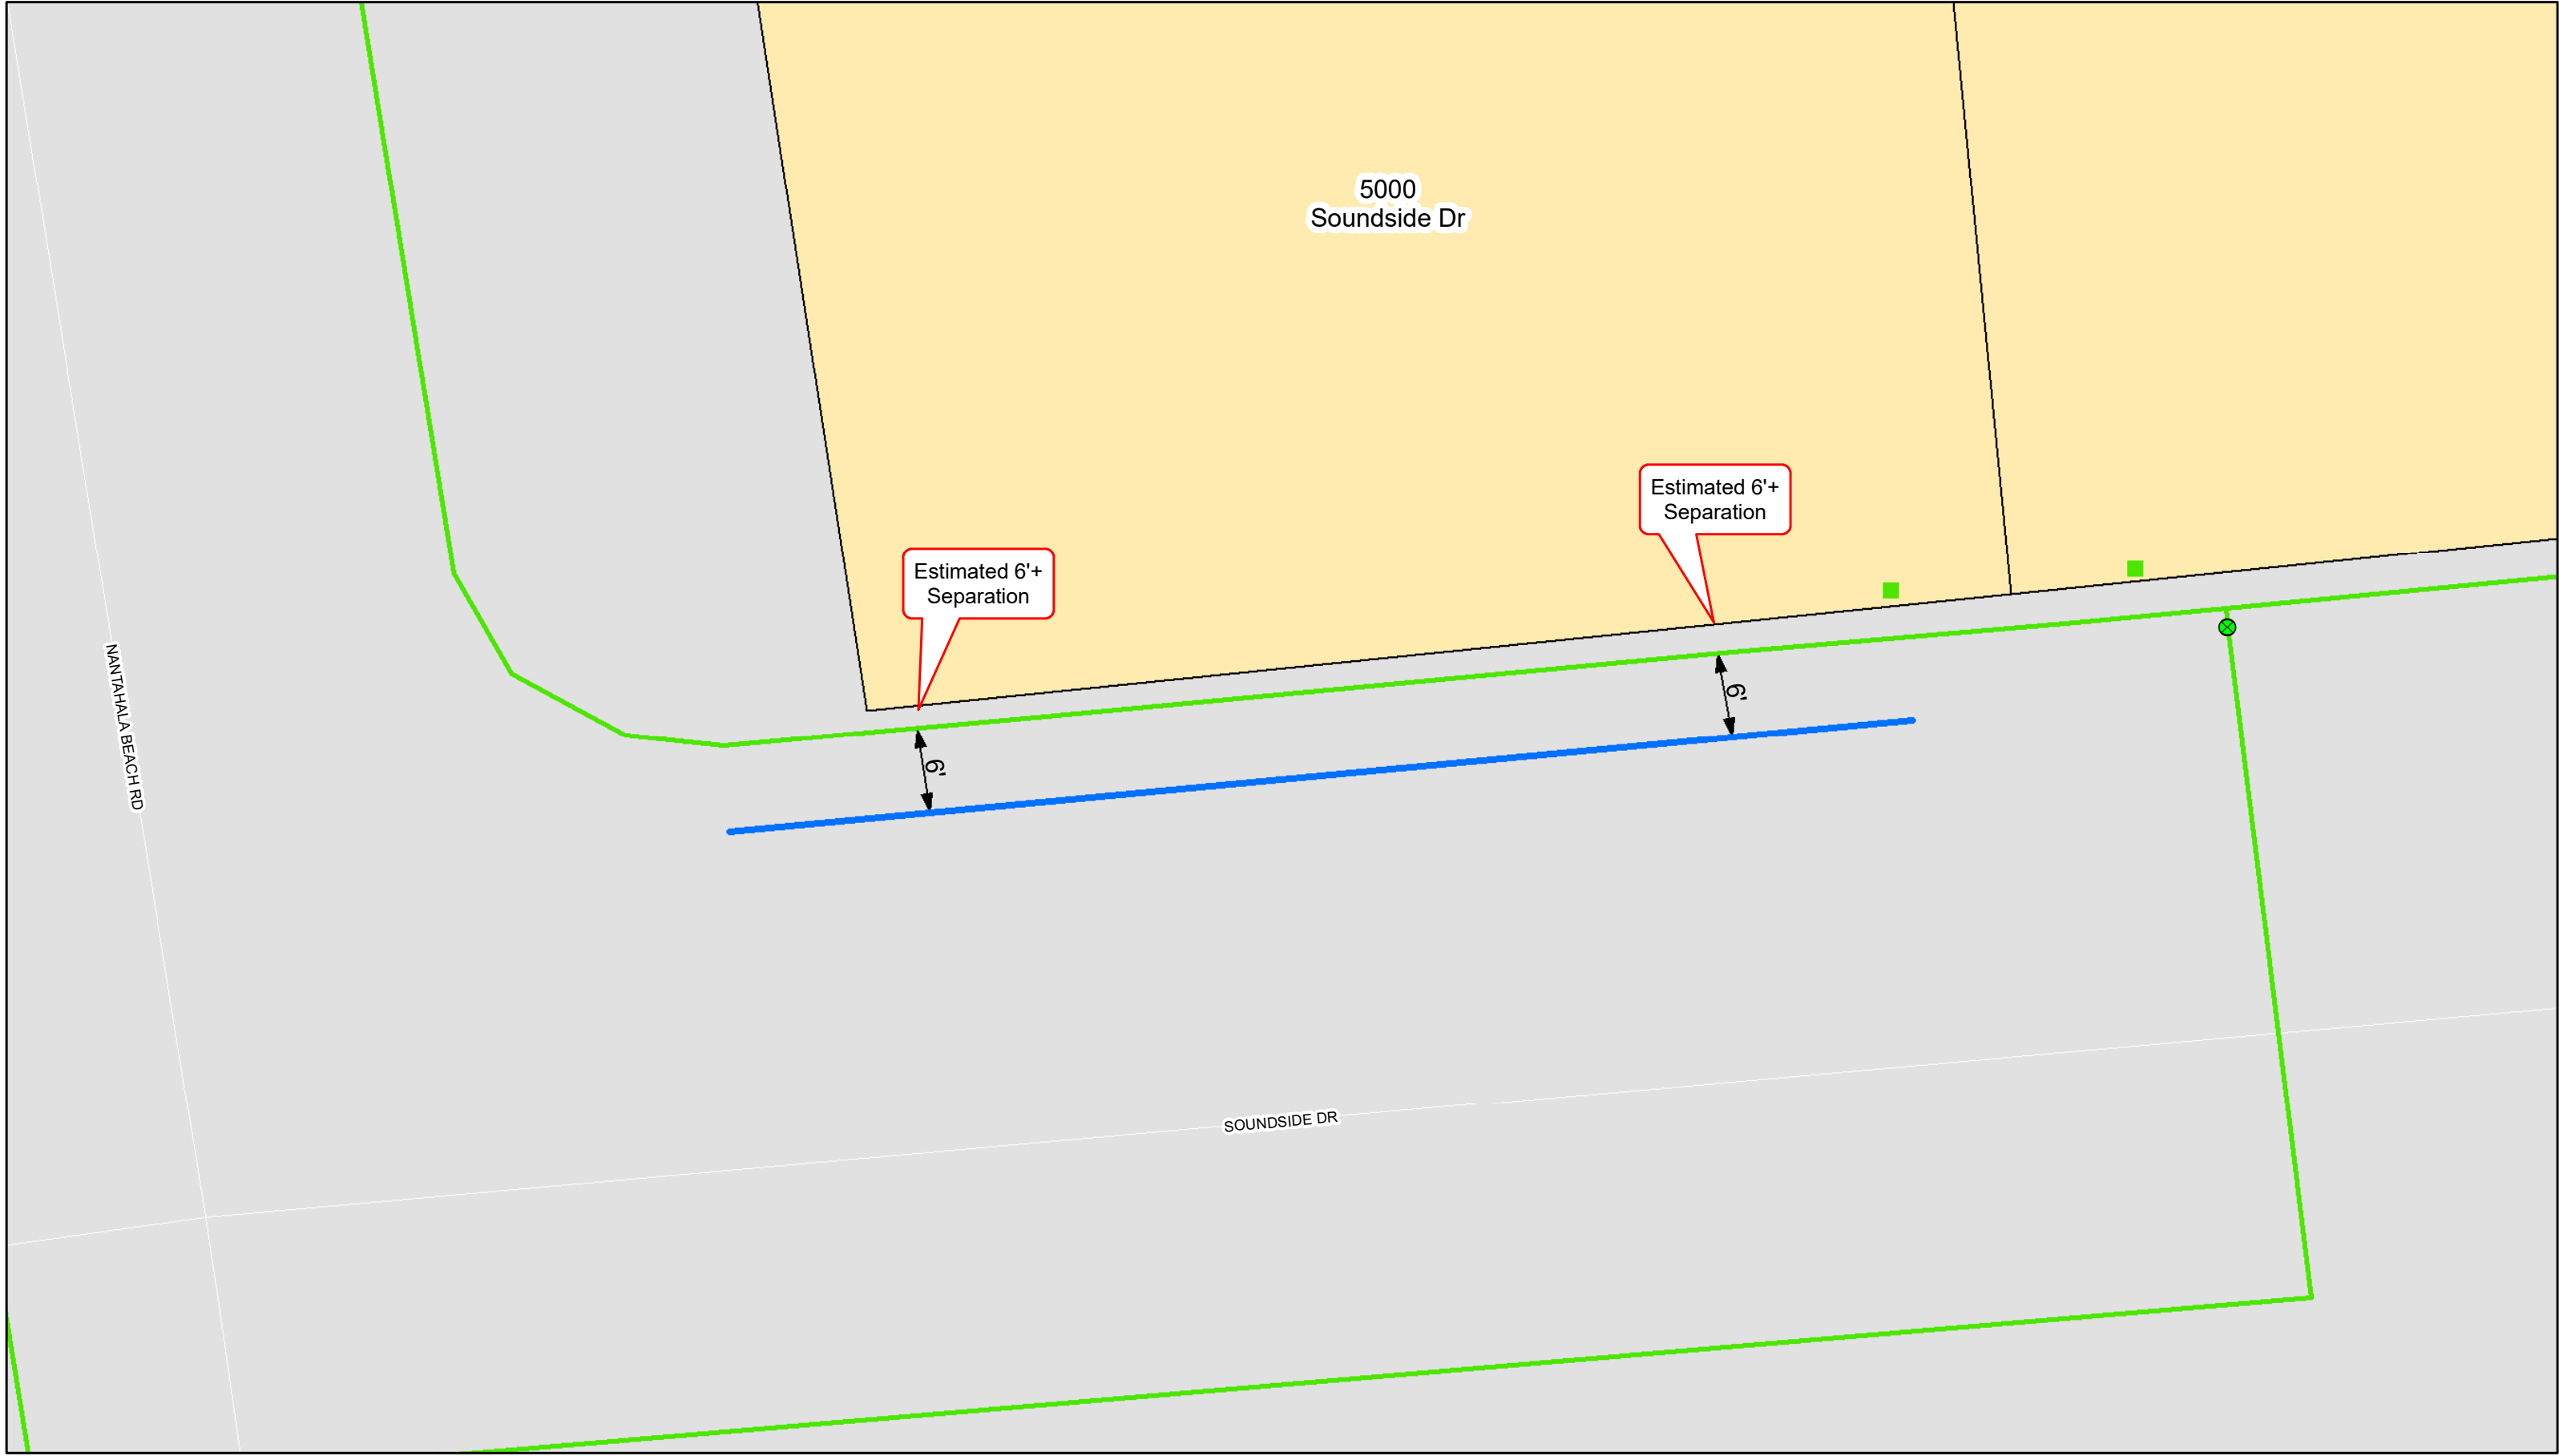 5000
Soundside Dr
Estimated 6'+
Separation
Estimated 6'+
Separation
NANTAHALA BEACH RD
6'
6'
SOUNDSIDE DR